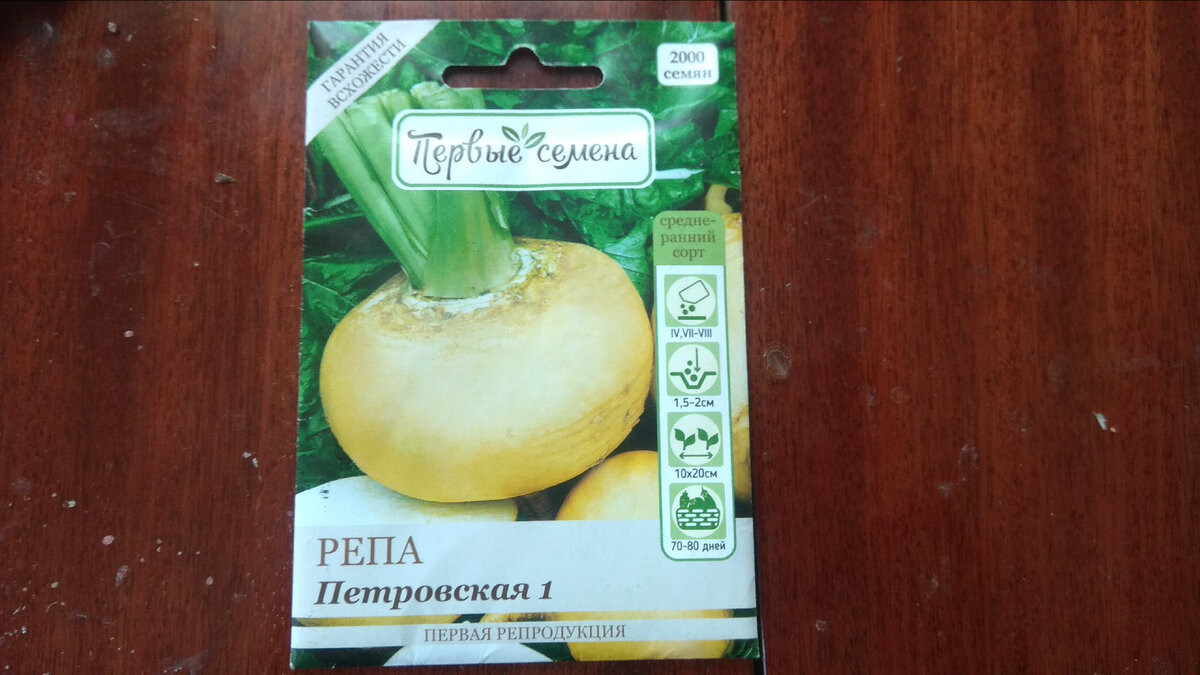 ГАРАНТИЯ
ВСХОЖЕСТИ
2000
семян
Первые семена
средне-
ранний
сорт
IV,VII-VIII
1,5-2см
10х20см
70-80 дней
РЕПА
Петровская 1
ПЕРВАЯ РЕПРОДУКЦИЯ